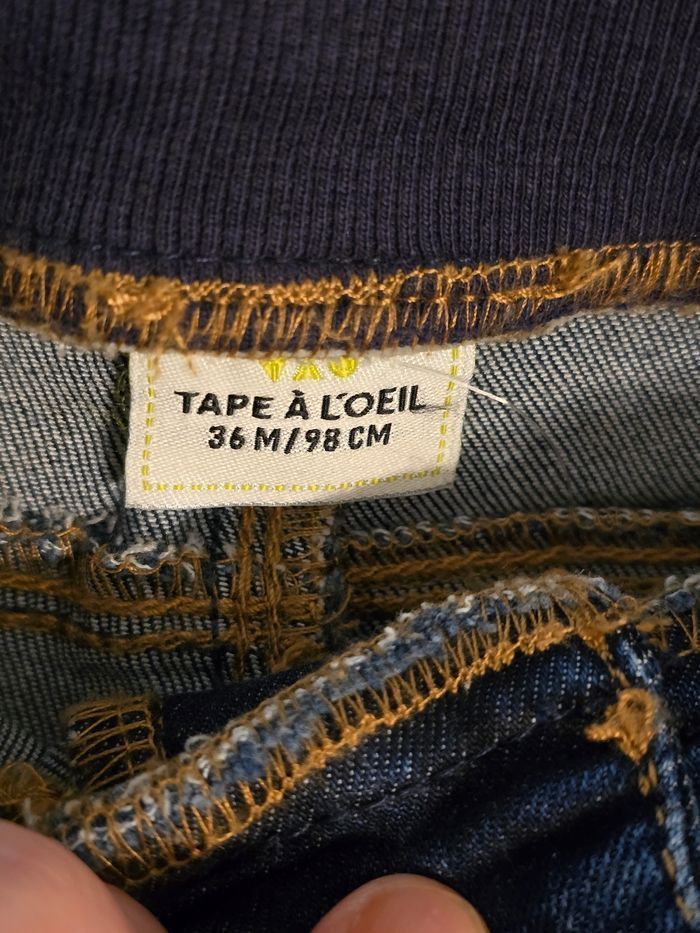 TAPE À L'OEIL
36 M/98 CM